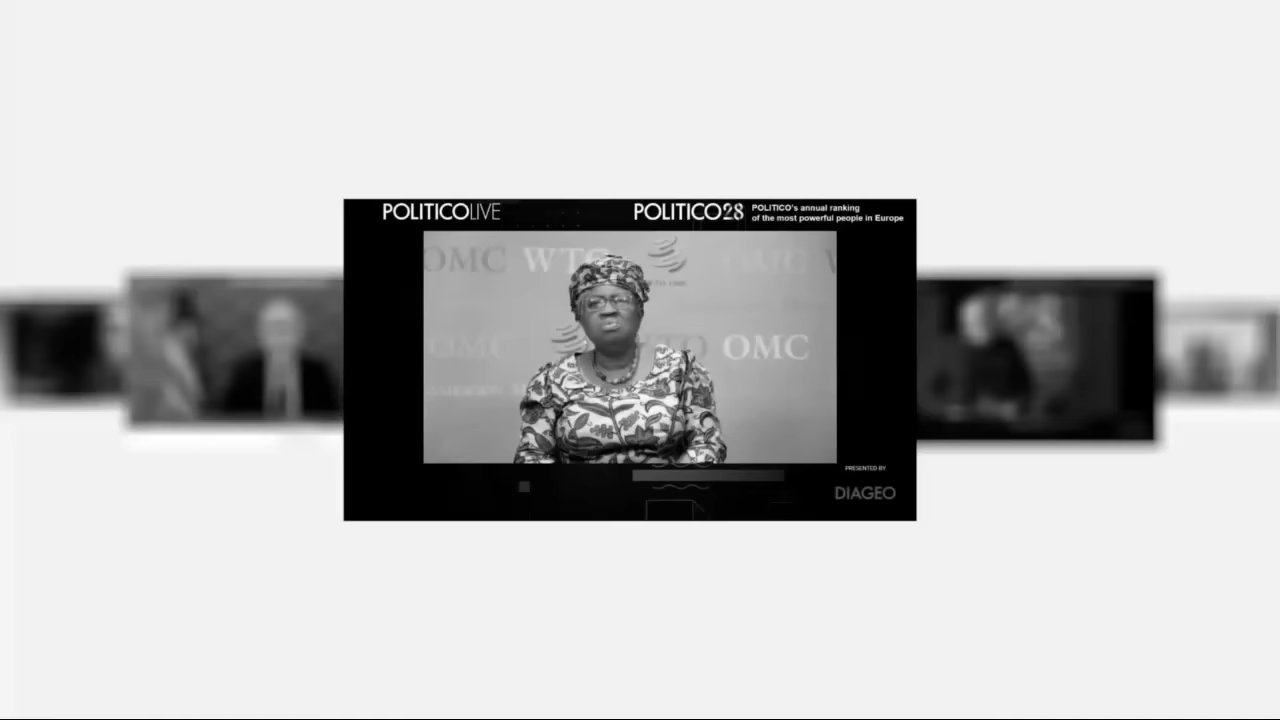 POLITICOLIVE
POLITICO28
POLITICO's annual ranking
of the most powerful people in Europe
OMC WTO
OMC
OMC
OMC
PRESENTED BY
DIAGEO